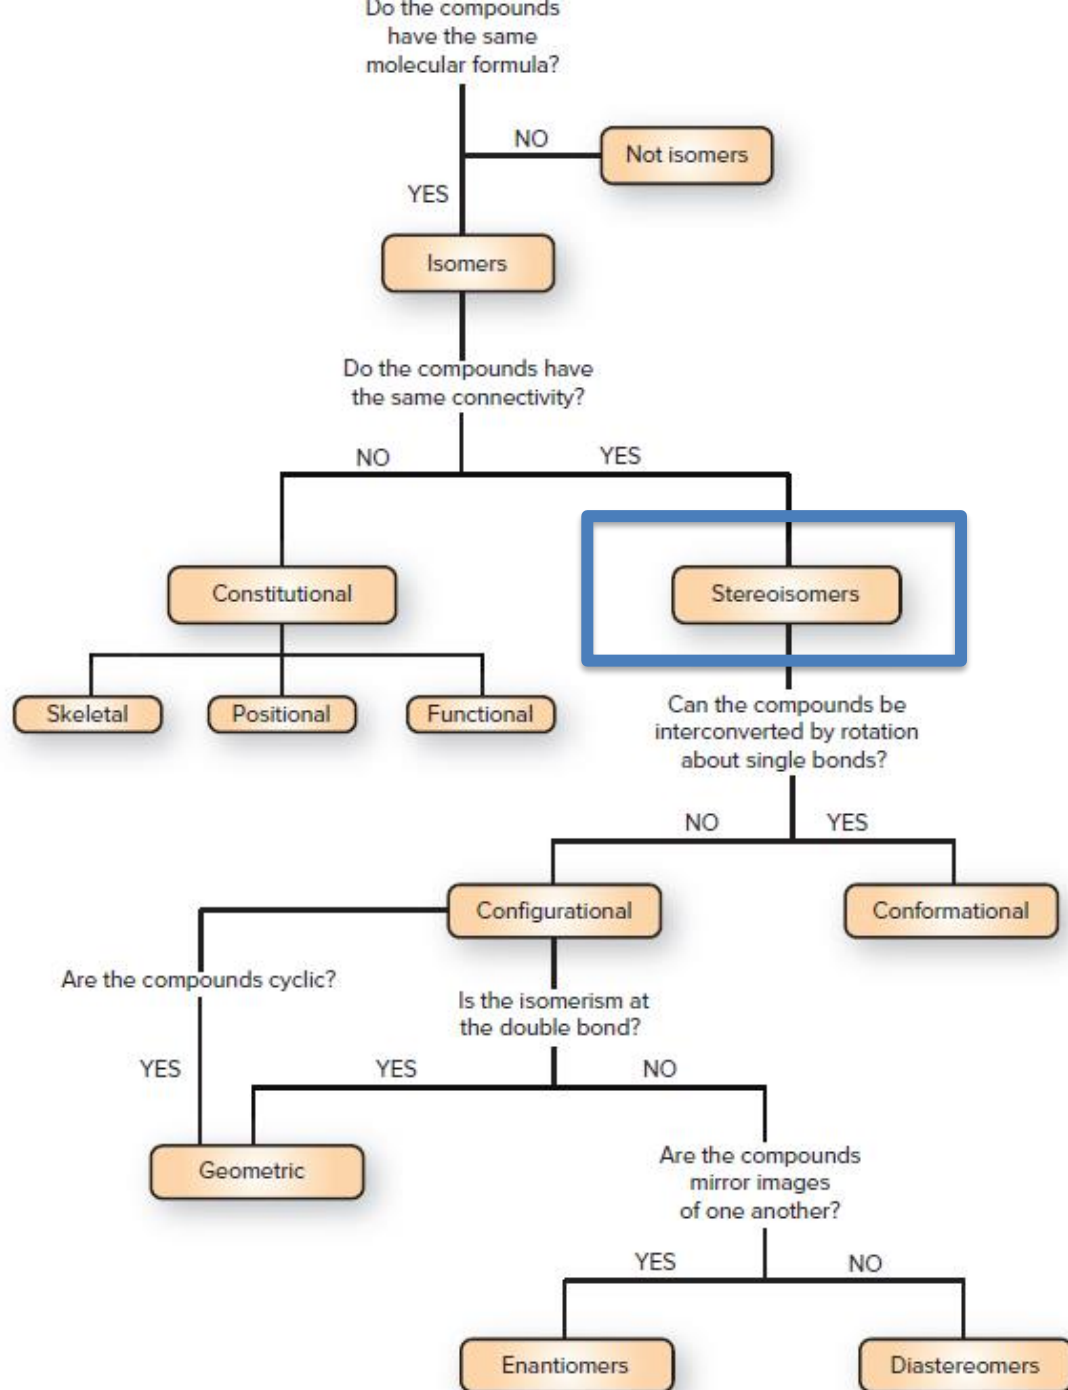 Do the compounds
have the same
molecular formula?
NO
Not isomers
YES
Isomers
Do the compounds have
the same connectivity?
NO
YES
Constitutional
Stereoisomers
Skeletal
Positional
Functional
Can the compounds be
interconverted by rotation
about single bonds?
NO
YES
Configurational
Conformational
Are the compounds cyclic?
Is the isomerism at
the double bond?
YES
YES
NO
Geometric
Are the compounds
mirror images
of one another?
YES
NO
Enantiomers
Diastereomers